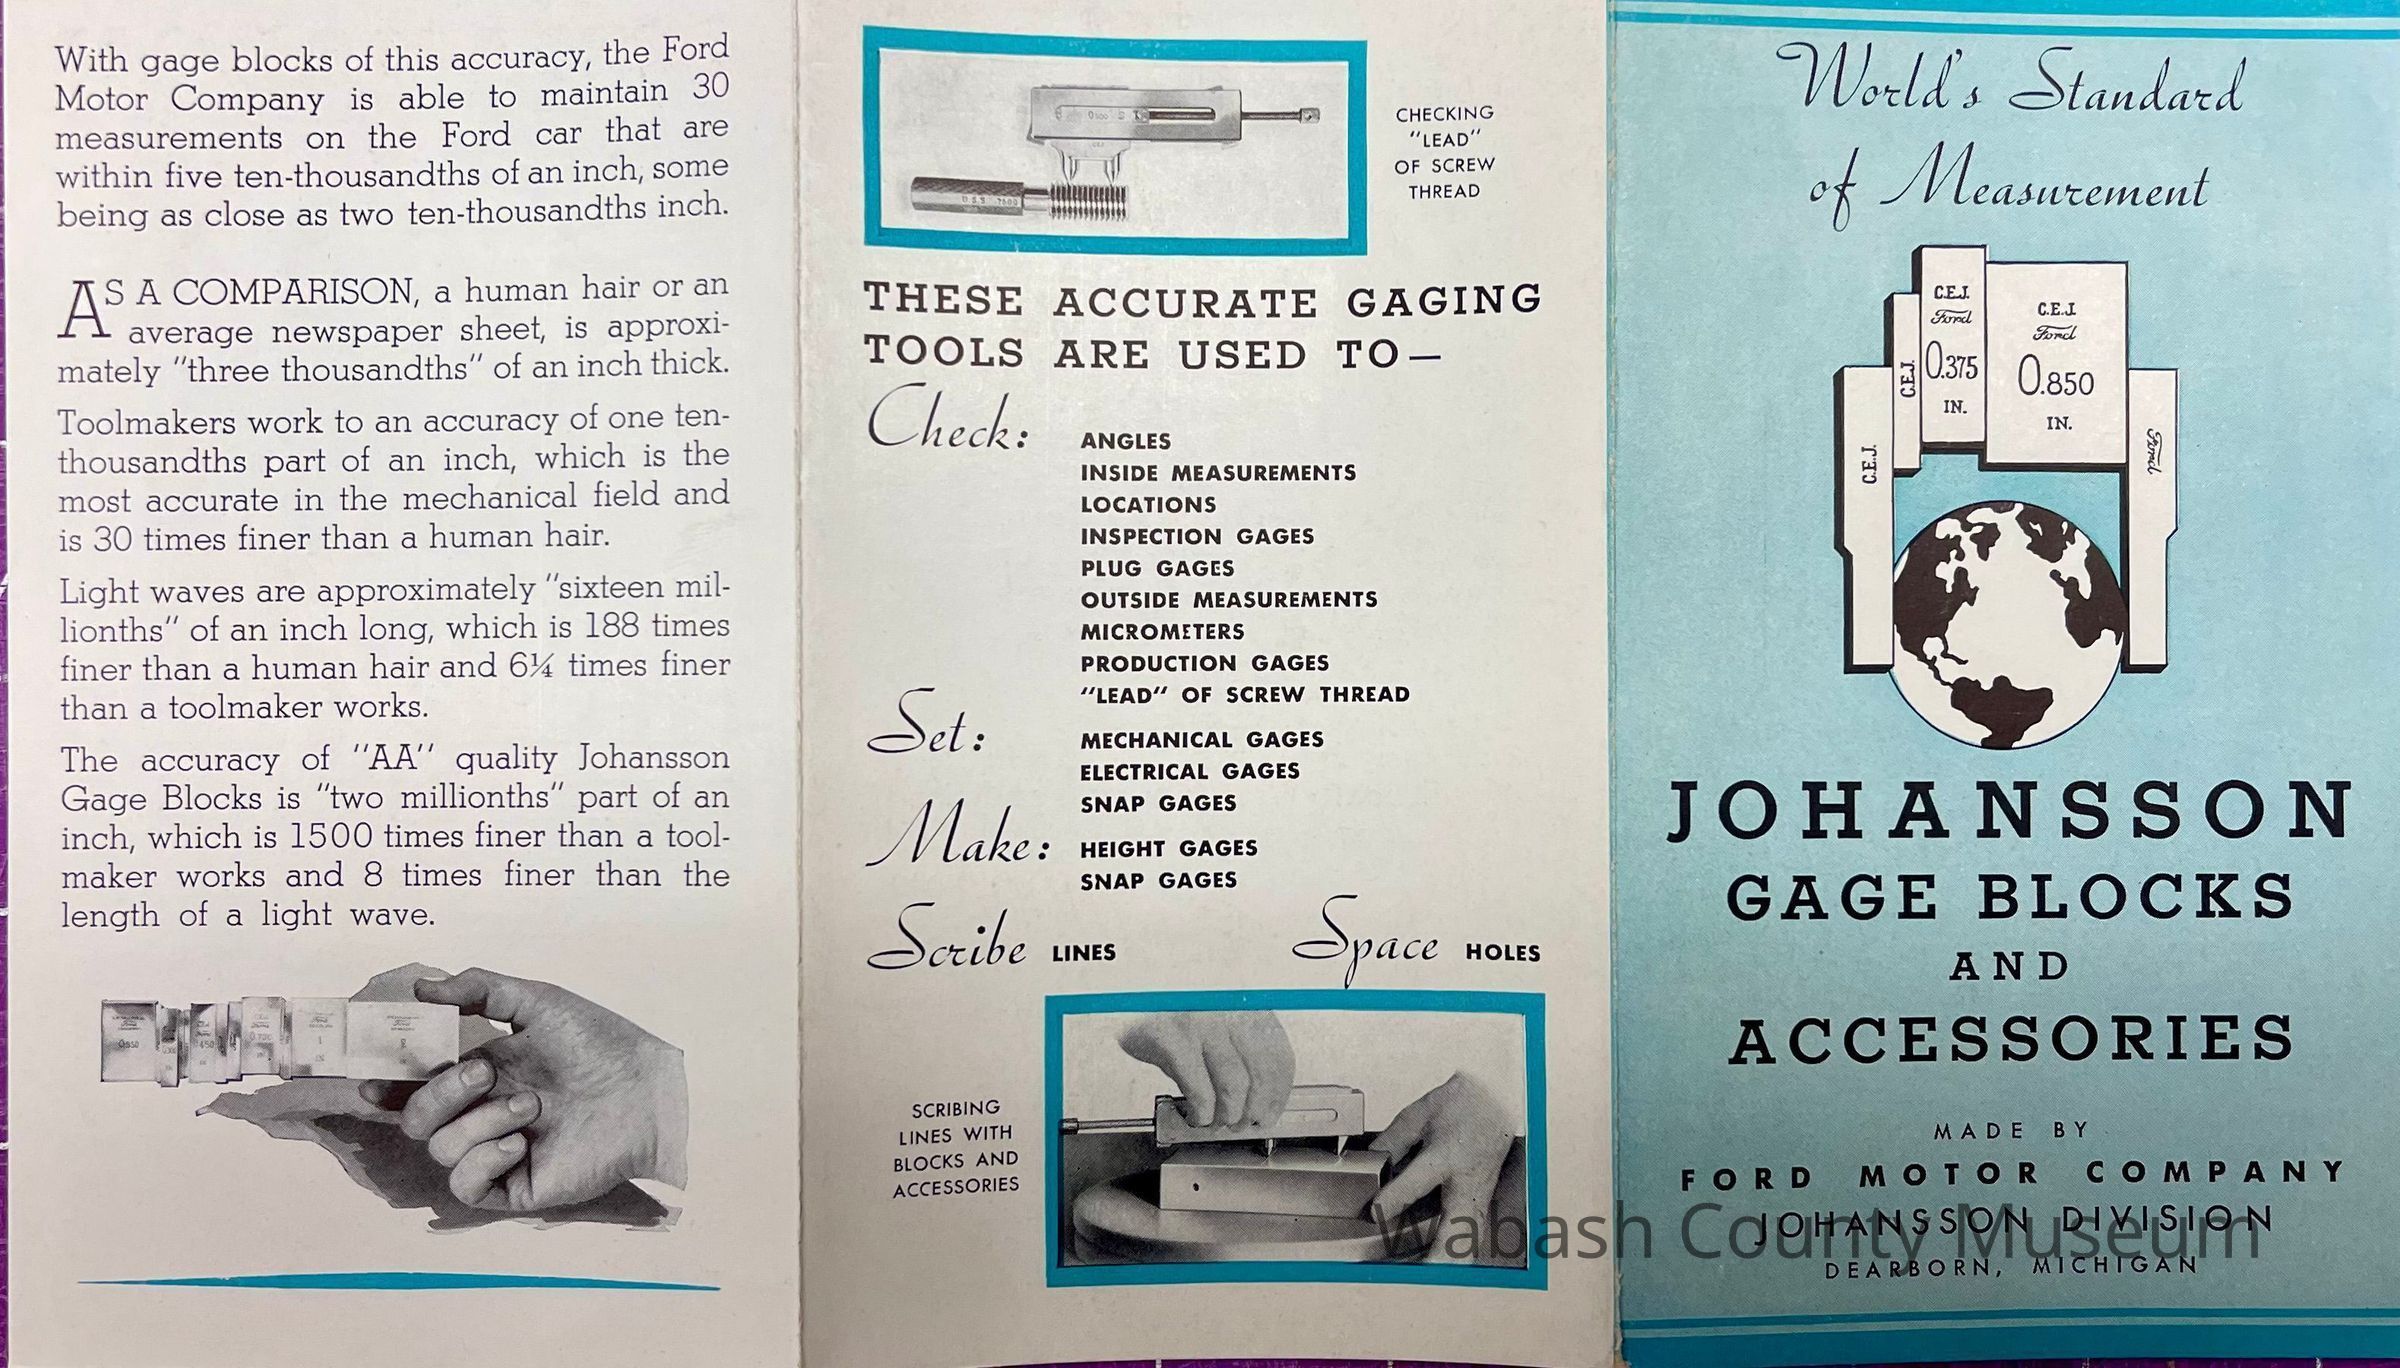 With gage blocks of this accuracy, the Ford
Motor Company is able to maintain 30
measurements on the Ford car that are
within five ten-thousandths of an inch, some
being as close as two ten-thousandths inch.
AS A COMPARISON, a human hair or an
average newspaper sheet, is approxi-
mately "three thousandths" of an inch thick.
Toolmakers work to an accuracy of one ten-
thousandths part of an inch, which is the
most accurate in the mechanical field and
is 30 times finer than a human hair.
Light waves are approximately "sixteen mil-
lionths" of an inch long, which is 188 times
finer than a human hair and 6¼ times finer
than a toolmaker works.
The accuracy of "AA" quality Johansson
Gage Blocks is "two millionths" part of an
inch, which is 1500 times finer than a tool-
maker works and 8 times finer than the
length of a light wave.
CHECKING
"LEAD"
OF SCREW
THREAD
THESE ACCURATE GAGING
TOOLS ARE USED TO—
Check:
ANGLES
INSIDE MEASUREMENTS
LOCATIONS
INSPECTION GAGES
PLUG GAGES
OUTSIDE MEASUREMENTS
MICROMETERS
PRODUCTION GAGES
"LEAD" OF SCREW THREAD
Set:
MECHANICAL GAGES
ELECTRICAL GAGES
SNAP GAGES
Make:
HEIGHT GAGES
SNAP GAGES
Scribe LINES
Space HOLES
SCRIBING
LINES WITH
BLOCKS AND
ACCESSORIES
World's Standard
of Measurement
C.E.J.
Ford
0.375
IN.
C.E.J.
Ford
0.850
IN.
C.E.J.
C.E.J.
Ford
JOHANSSON
GAGE BLOCKS
AND
ACCESSORIES
MADE BY
FORD MOTOR COMPANY
JOHANSSON DIVISION
DEARBORN, MICHIGAN
Wabash County Museum